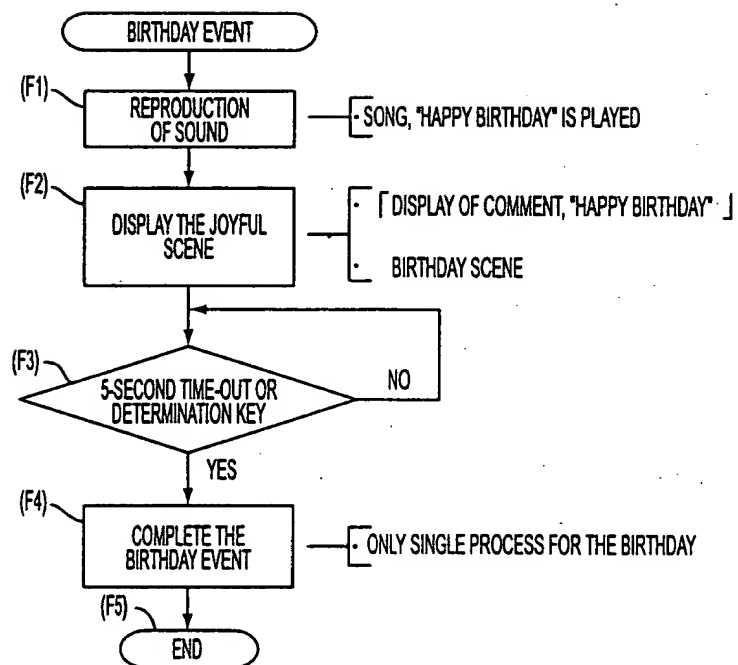 BIRTHDAY EVENT
(F1)
REPRODUCTION
OF SOUND
· SONG, "HAPPY BIRTHDAY" IS PLAYED
(F2)
DISPLAY THE JOYFUL
SCENE
· ｢ DISPLAY OF COMMENT, "HAPPY BIRTHDAY" ｣
· BIRTHDAY SCENE
(F3)
5-SECOND TIME-OUT OR
DETERMINATION KEY
NO
YES
(F4)
COMPLETE THE
BIRTHDAY EVENT
· ONLY SINGLE PROCESS FOR THE BIRTHDAY
(F5)
END